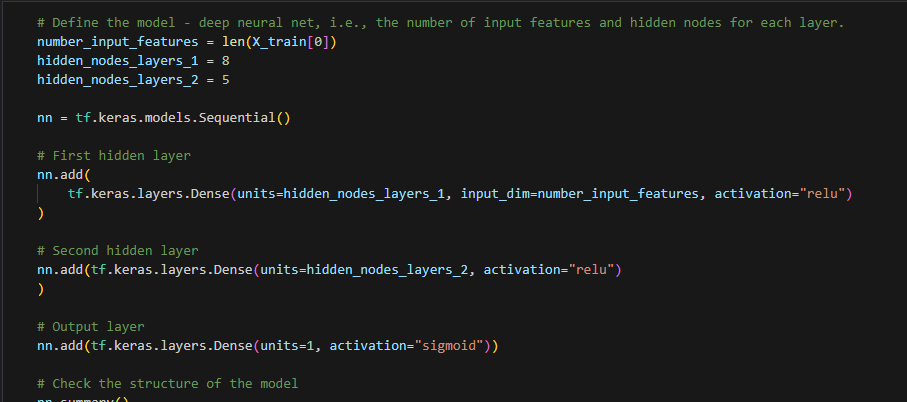 # Define the model - deep neural net, i.e., the number of input features and hidden nodes for each layer.
number_input_features = len(X_train[0])
hidden_nodes_layers_1 = 8
hidden_nodes_layers_2 = 5
nn = tf.keras.models.Sequential()
# First hidden layer
nn.add(
tf.keras.layers.Dense(units=hidden_nodes_layers_1, input_dim=number_input_features, activation="relu")
)
# Second hidden layer
nn.add(tf.keras.layers.Dense(units=hidden_nodes_layers_2, activation="relu")
)
# Output layer
nn.add(tf.keras.layers.Dense(units=1, activation="sigmoid"))
# Check the structure of the model
nn.summary()